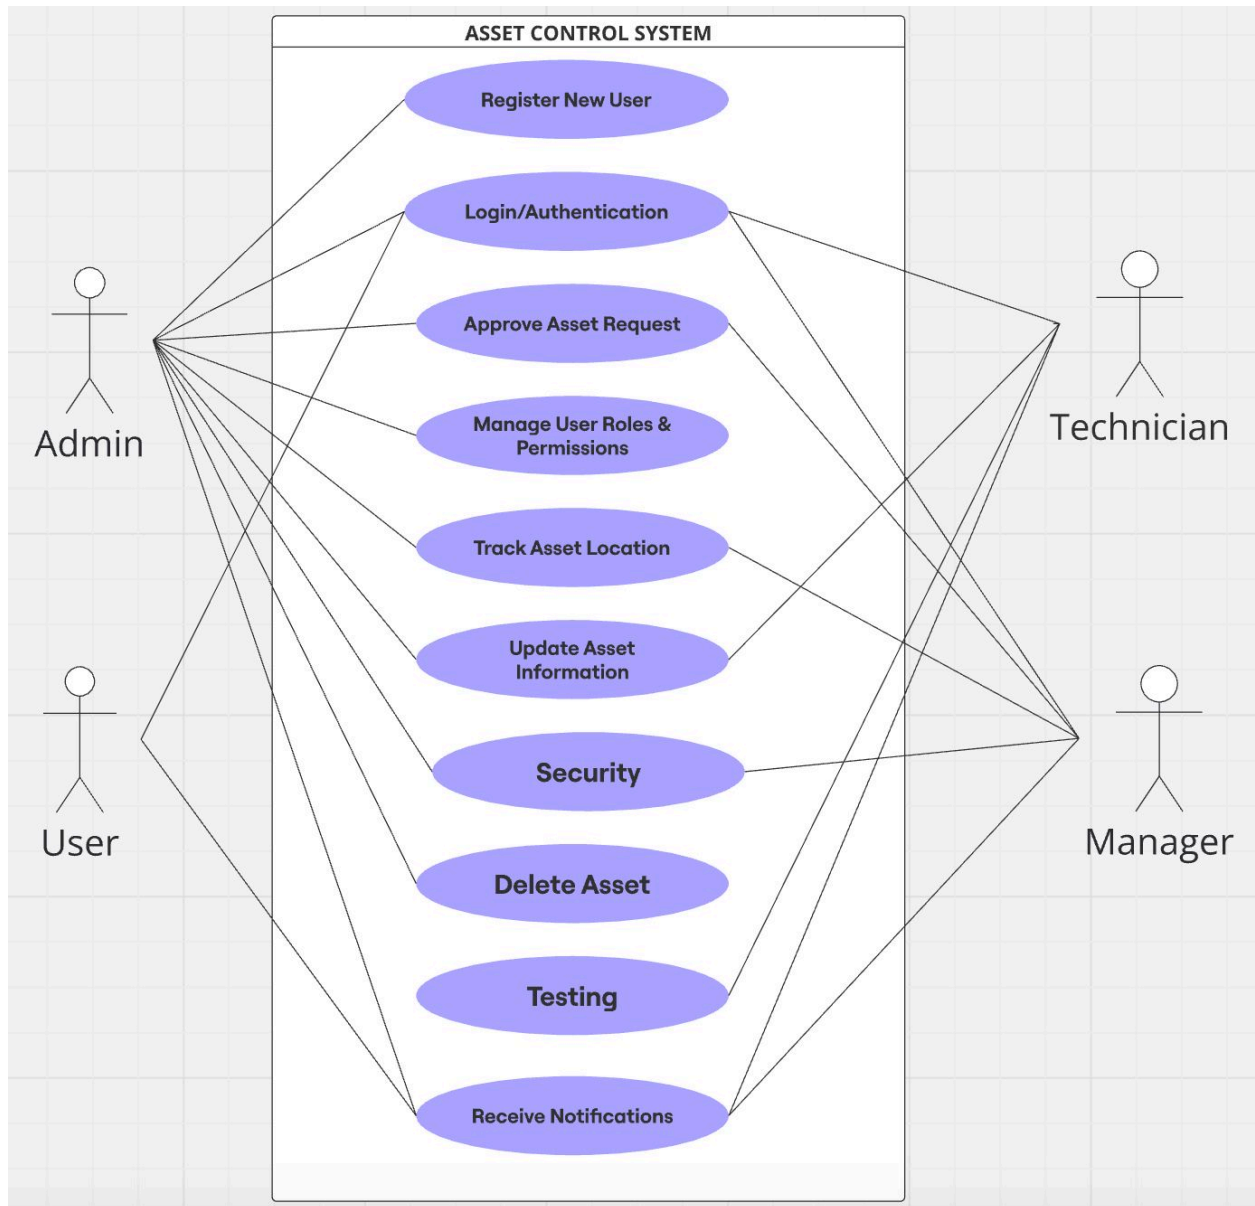 ASSET CONTROL SYSTEM
Register New User
Login/Authentication
Approve Asset Request
Manage User Roles &
Permissions
Track Asset Location
Update Asset
Information
Security
Delete Asset
Testing
Receive Notifications
Admin
User
Technician
Manager